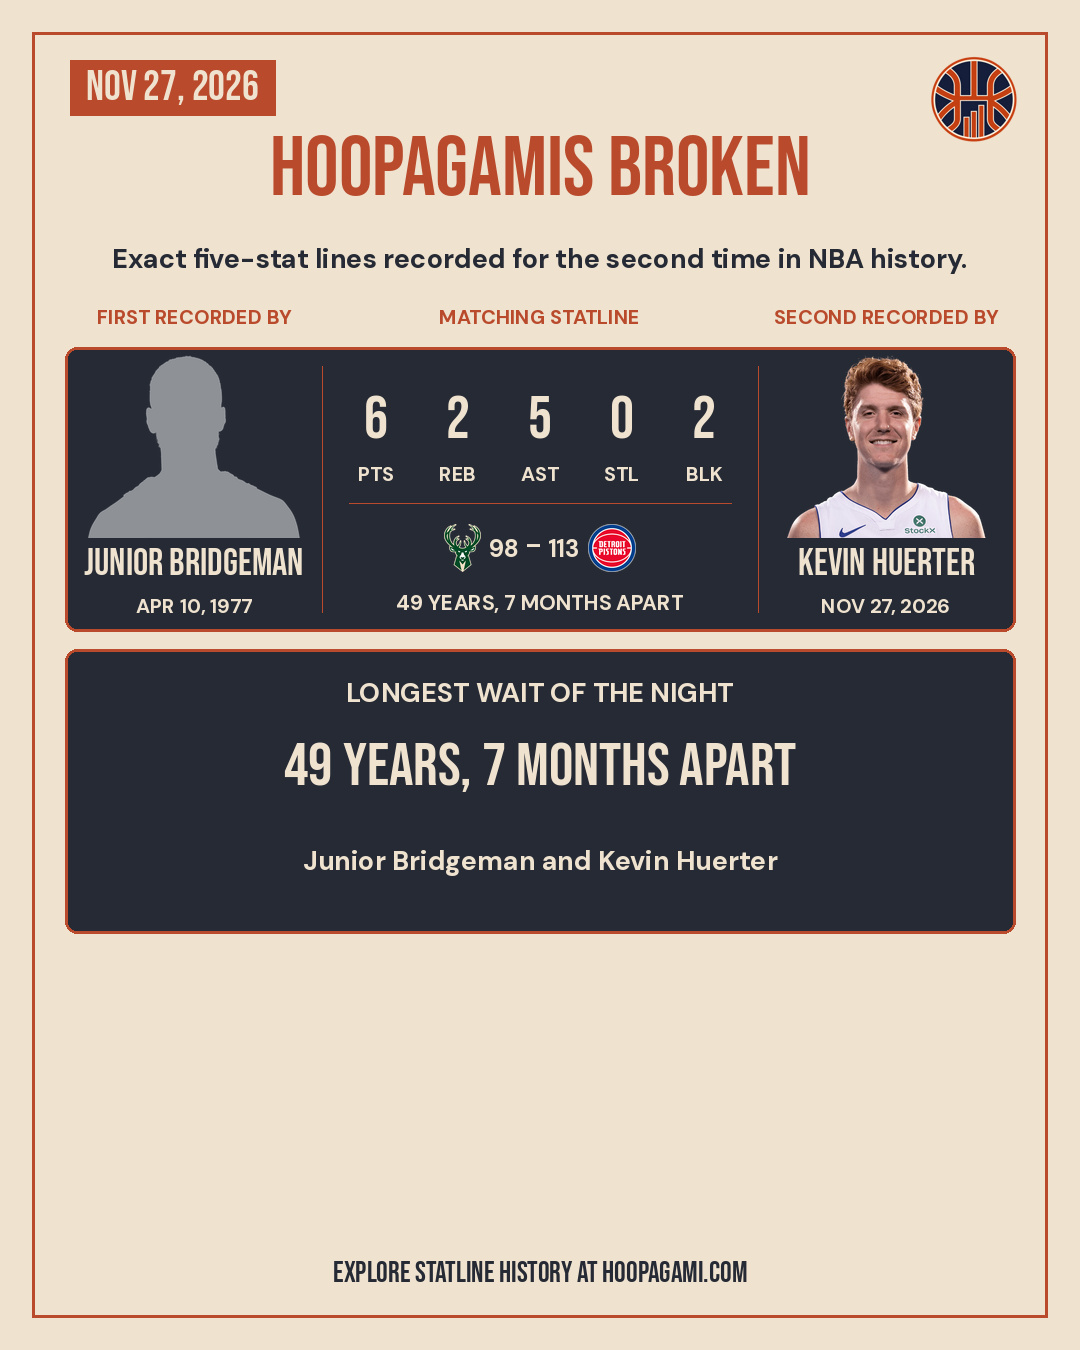 NOV 27, 2026
HOOPAGAMIS BROKEN
Exact five-stat lines recorded for the second time in NBA history.
FIRST RECORDED BY
MATCHING STATLINE
SECOND RECORDED BY
6 2 5 0 2
PTS REB AST STL BLK
98 – 113
DETROIT
PISTONS
49 YEARS, 7 MONTHS APART
StockX
JUNIOR BRIDGEMAN
APR 10, 1977
KEVIN HUERTER
NOV 27, 2026
LONGEST WAIT OF THE NIGHT
49 YEARS, 7 MONTHS APART
Junior Bridgeman and Kevin Huerter
EXPLORE STATLINE HISTORY AT HOOPAGAMI.COM